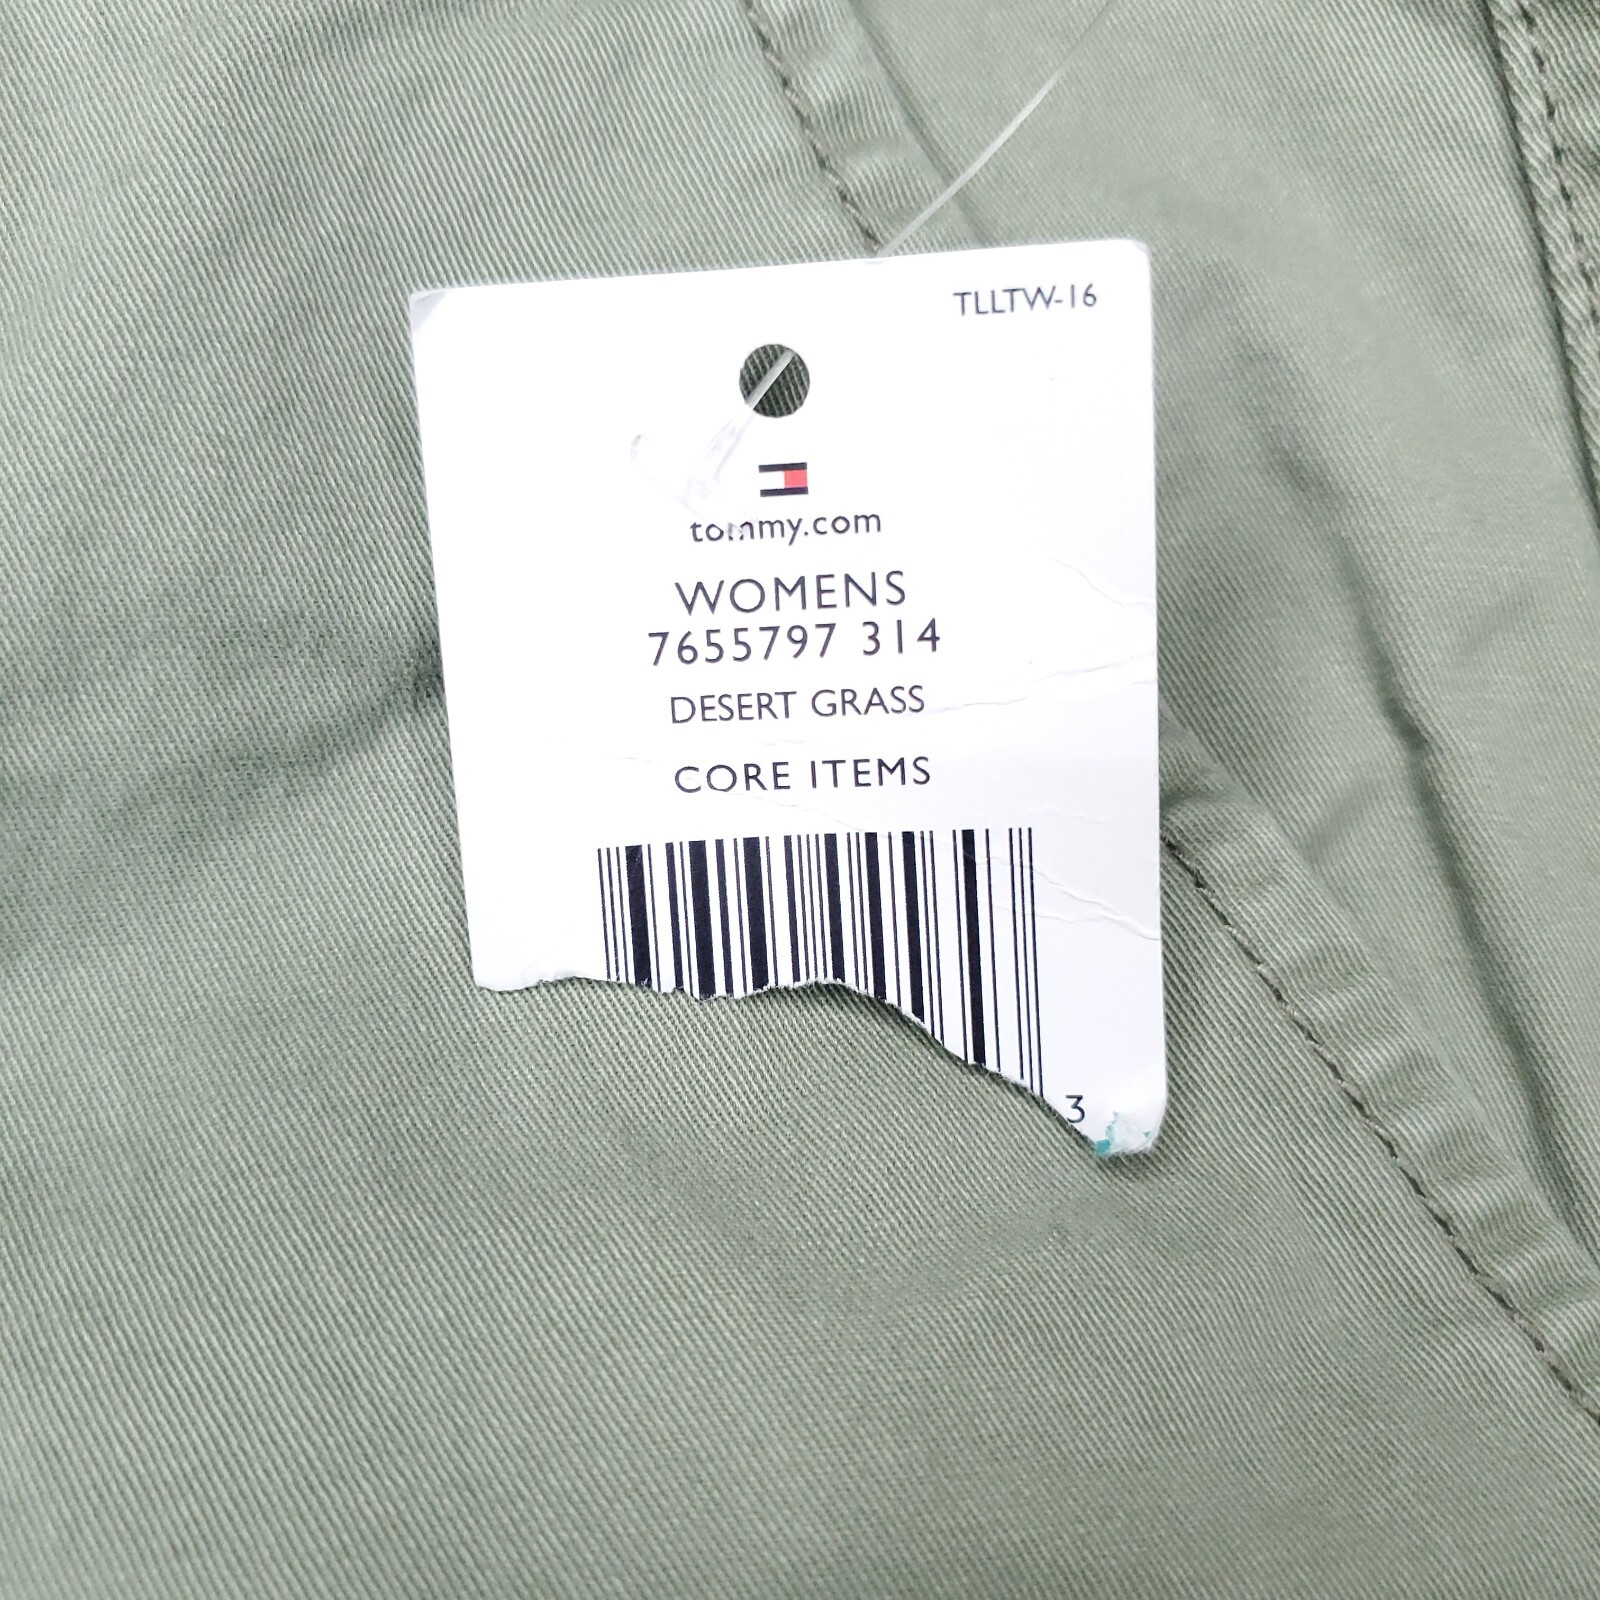 TLLTW-16
tommy.com
WOMENS
7655797 314
DESERT GRASS
CORE ITEMS
3